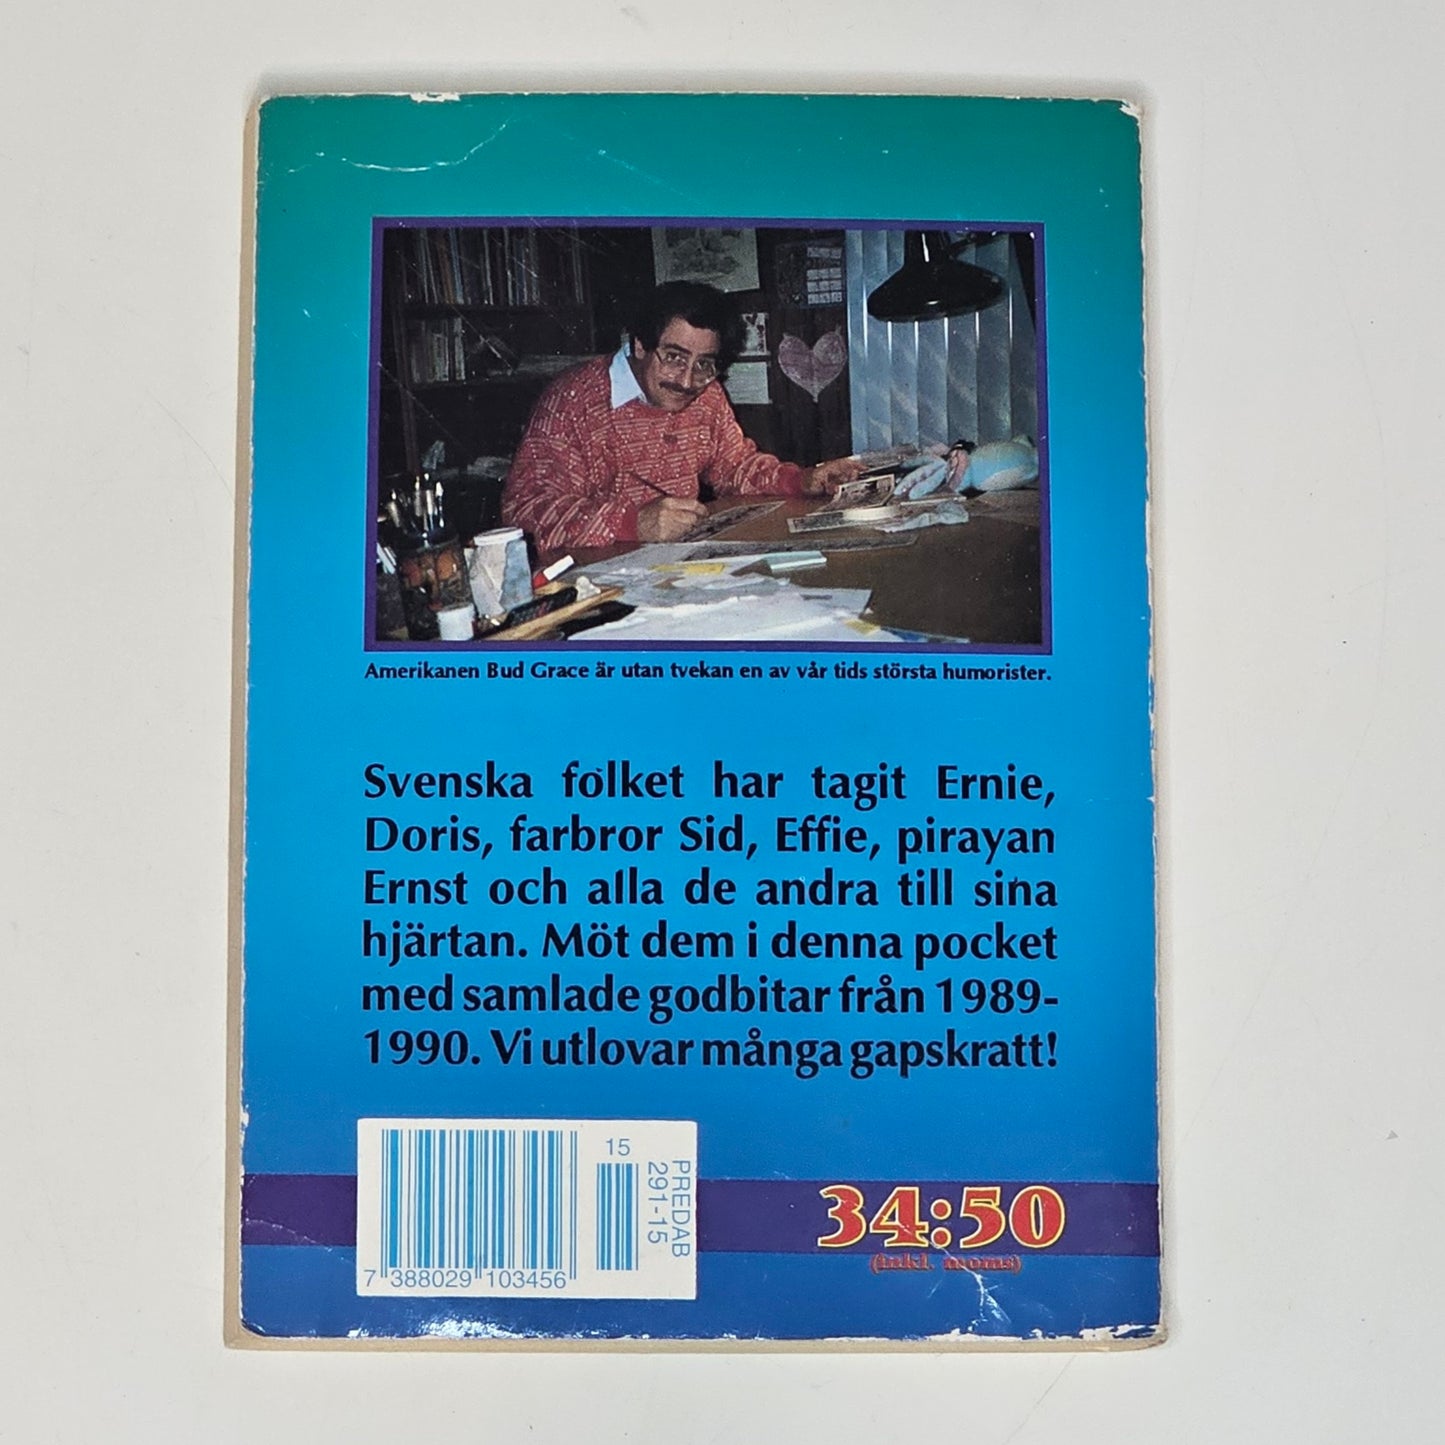 Amerikanen Bud Grace är utan tvekan en av vår tids största humorister.
Svenska folket har tagit Ernie,
Doris, farbror Sid, Effie, pirayan
Ernst och alla de andra till sina
hjärtan. Möt dem i denna pocket
med samlade godbitar från 1989-
1990. Vi utlovar många gapskratt!
15
PREDAB
291-15
7 388029 103456
34:50
(inkl. moms)